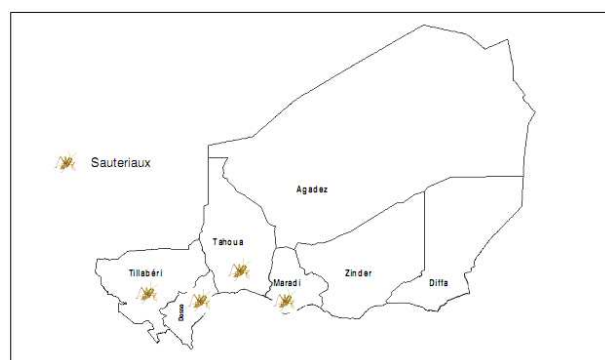 Sauteriaux
Agadez
Tahoua
Tillabéri
Maradi
Zinder
Diffa
Dosso